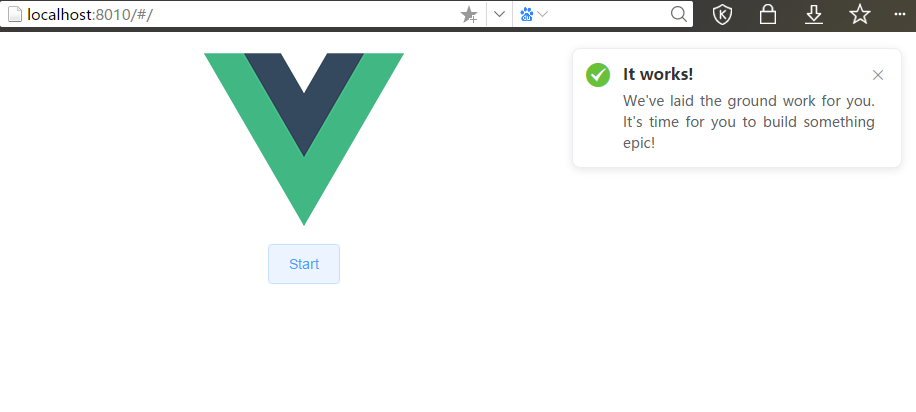 localhost:8010/#/
It works!
We've laid the ground work for you.
It's time for you to build something
epic!
Start